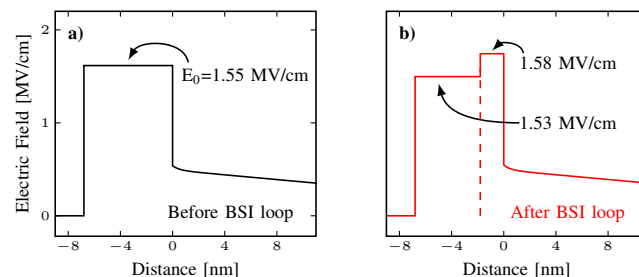 a)
E0=1.55 MV/cm
Before BSI loop
Electric Field [MV/cm]
2
1
0
−8 −4 0 4 8
Distance [nm]
b)
1.58 MV/cm
1.53 MV/cm
After BSI loop
−8 −4 0 4 8
Distance [nm]